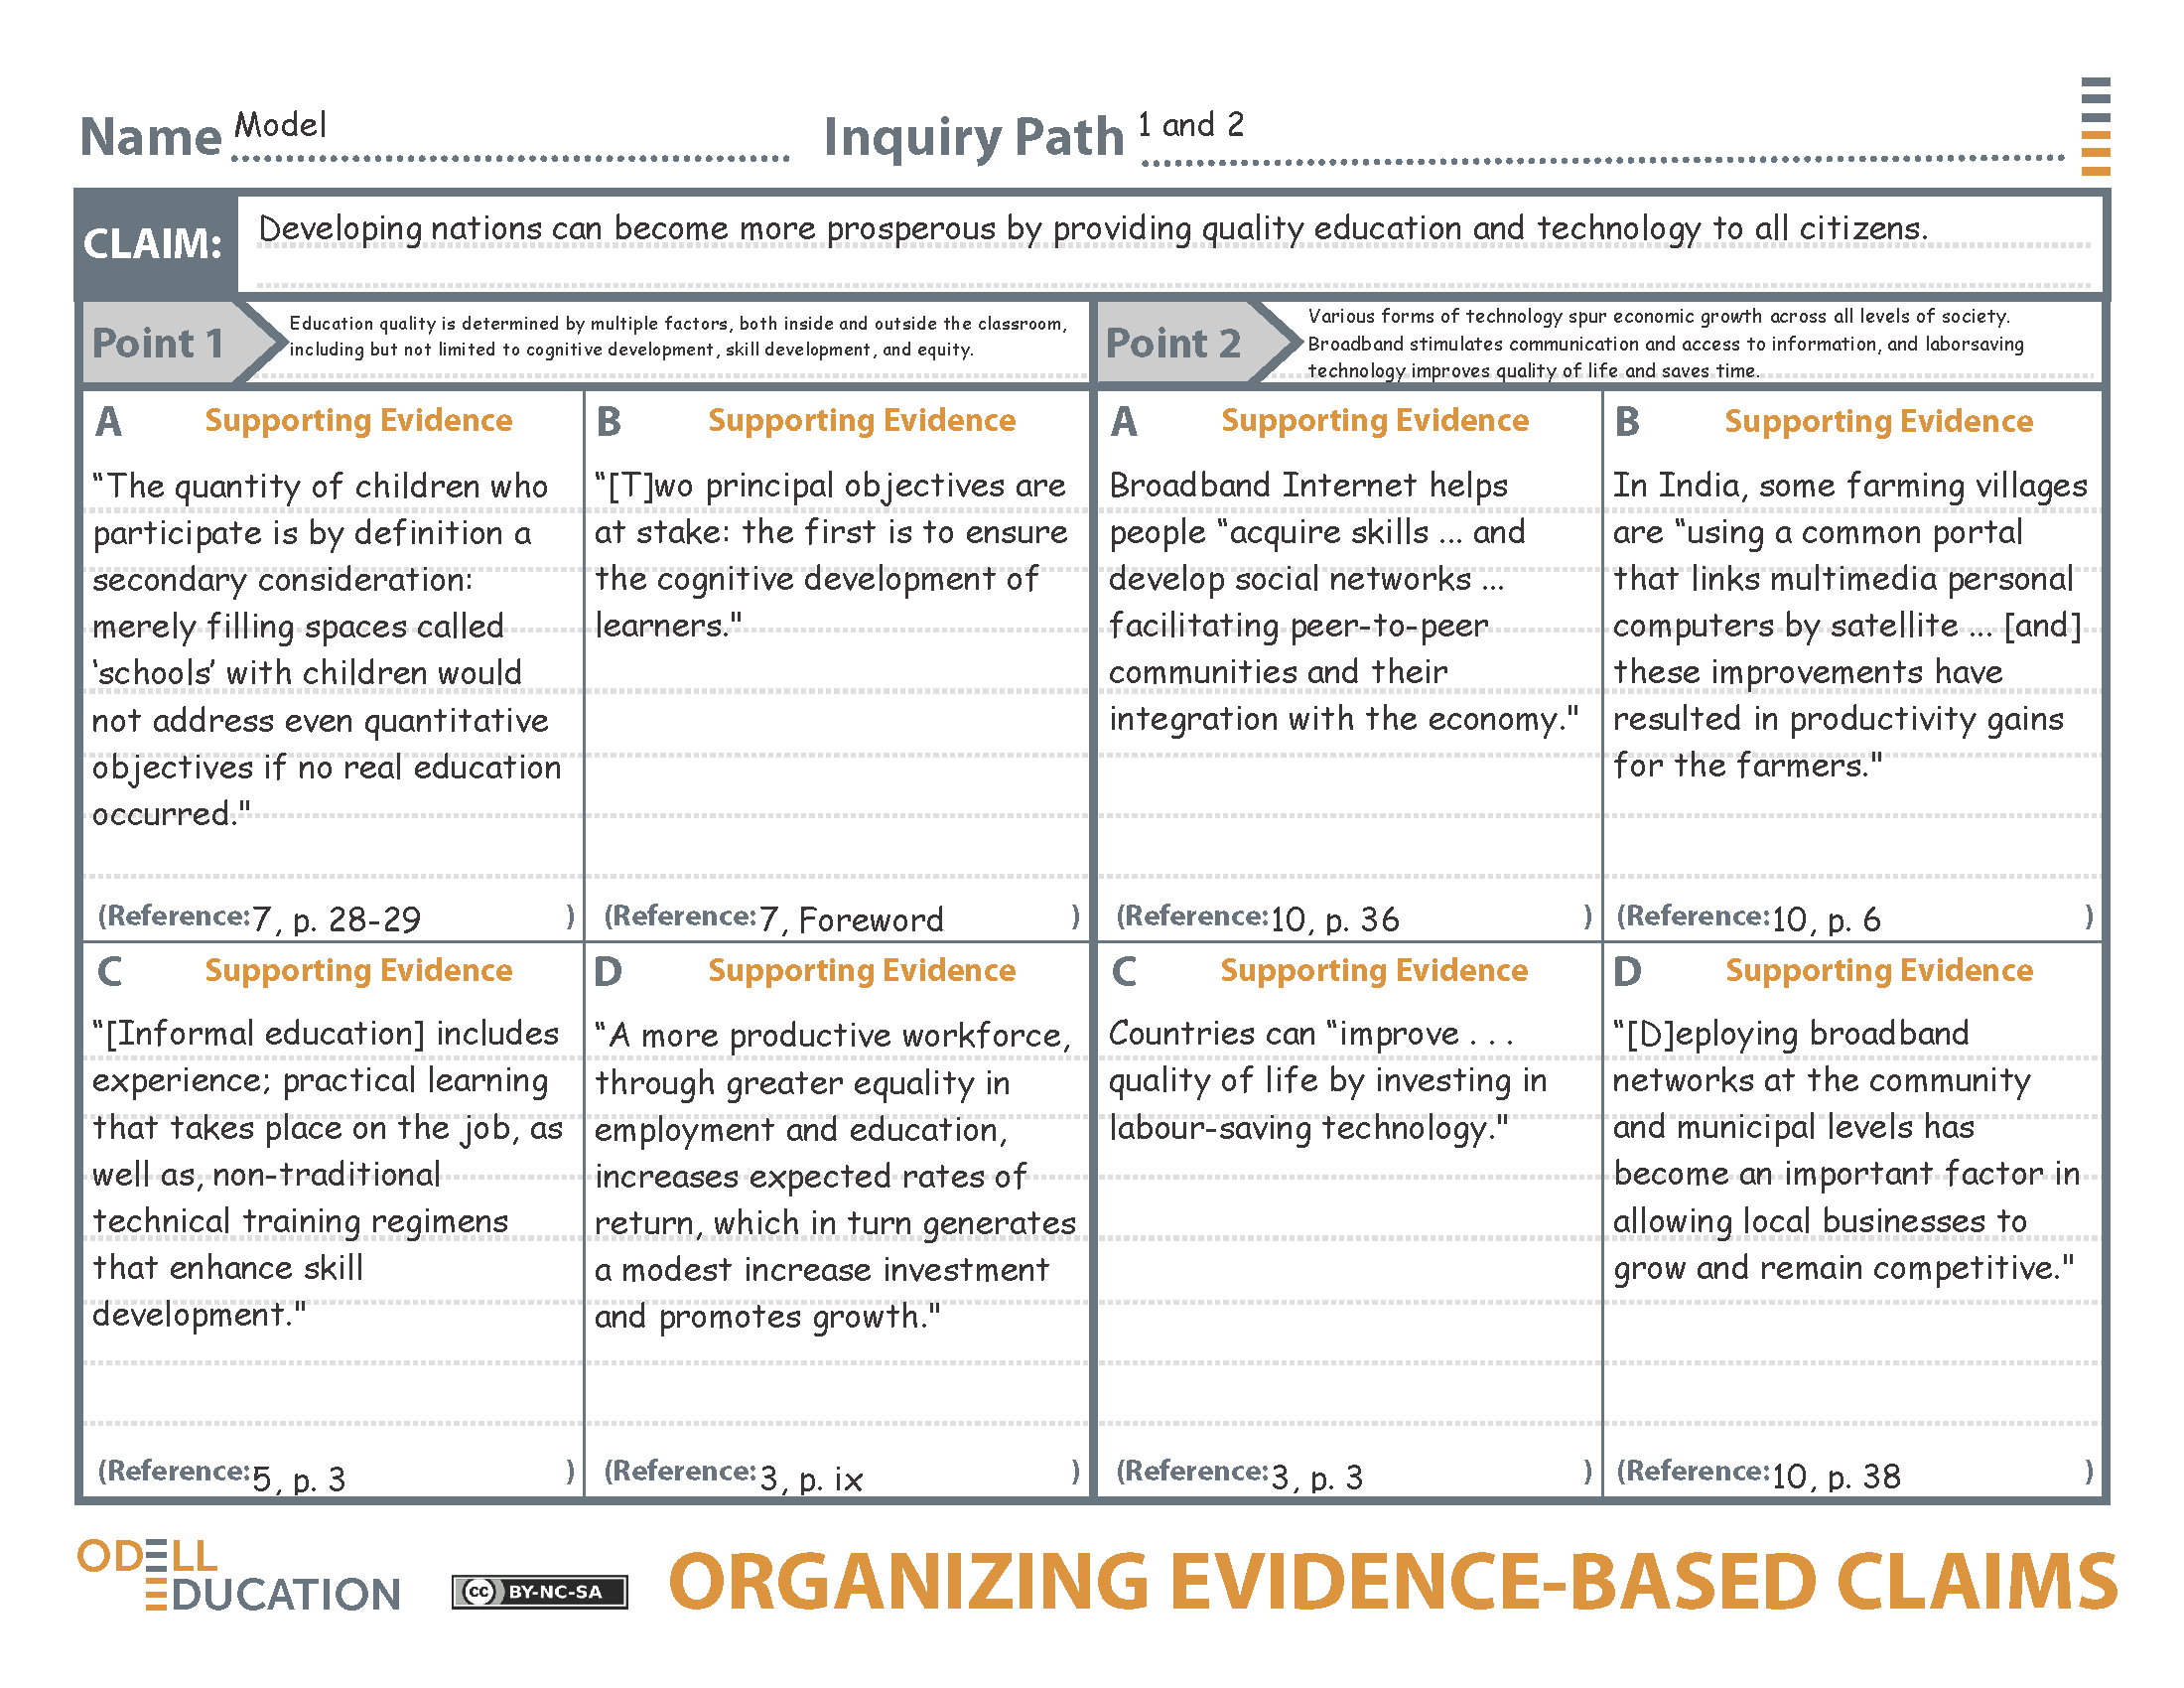 Name Model Inquiry Path 1 and 2
CLAIM: Developing nations can become more prosperous by providing quality education and technology to all citizens.
Point 1
Education quality is determined by multiple factors, both inside and outside the classroom,
including but not limited to cognitive development, skill development, and equity.
Point 2
Various forms of technology spur economic growth across all levels of society.
Broadband stimulates communication and access to information, and laborsaving
technology improves quality of life and saves time.
A Supporting Evidence
“The quantity of children who
participate is by definition a
secondary consideration:
merely filling spaces called
‘schools’ with children would
not address even quantitative
objectives if no real education
occurred."
(Reference: 7, p. 28-29 )
B Supporting Evidence
“[T]wo principal objectives are
at stake: the first is to ensure
the cognitive development of
learners."
(Reference: 7, Foreword )
A Supporting Evidence
Broadband Internet helps
people “acquire skills ... and
develop social networks ...
facilitating peer-to-peer
communities and their
integration with the economy."
(Reference: 10, p. 36 )
B Supporting Evidence
In India, some farming villages
are “using a common portal
that links multimedia personal
computers by satellite ... [and]
these improvements have
resulted in productivity gains
for the farmers."
(Reference: 10, p. 6 )
C Supporting Evidence
“[Informal education] includes
experience; practical learning
that takes place on the job, as
well as, non-traditional
technical training regimens
that enhance skill
development."
(Reference: 5, p. 3 )
D Supporting Evidence
“A more productive workforce,
through greater equality in
employment and education,
increases expected rates of
return, which in turn generates
a modest increase investment
and promotes growth."
(Reference: 3, p. ix )
C Supporting Evidence
Countries can “improve . . .
quality of life by investing in
labour-saving technology."
(Reference: 3, p. 3 )
D Supporting Evidence
“[D]eploying broadband
networks at the community
and municipal levels has
become an important factor in
allowing local businesses to
grow and remain competitive."
(Reference: 10, p. 38 )
ODELL
EDUCATION
cc BY-NC-SA
ORGANIZING EVIDENCE-BASED CLAIMS